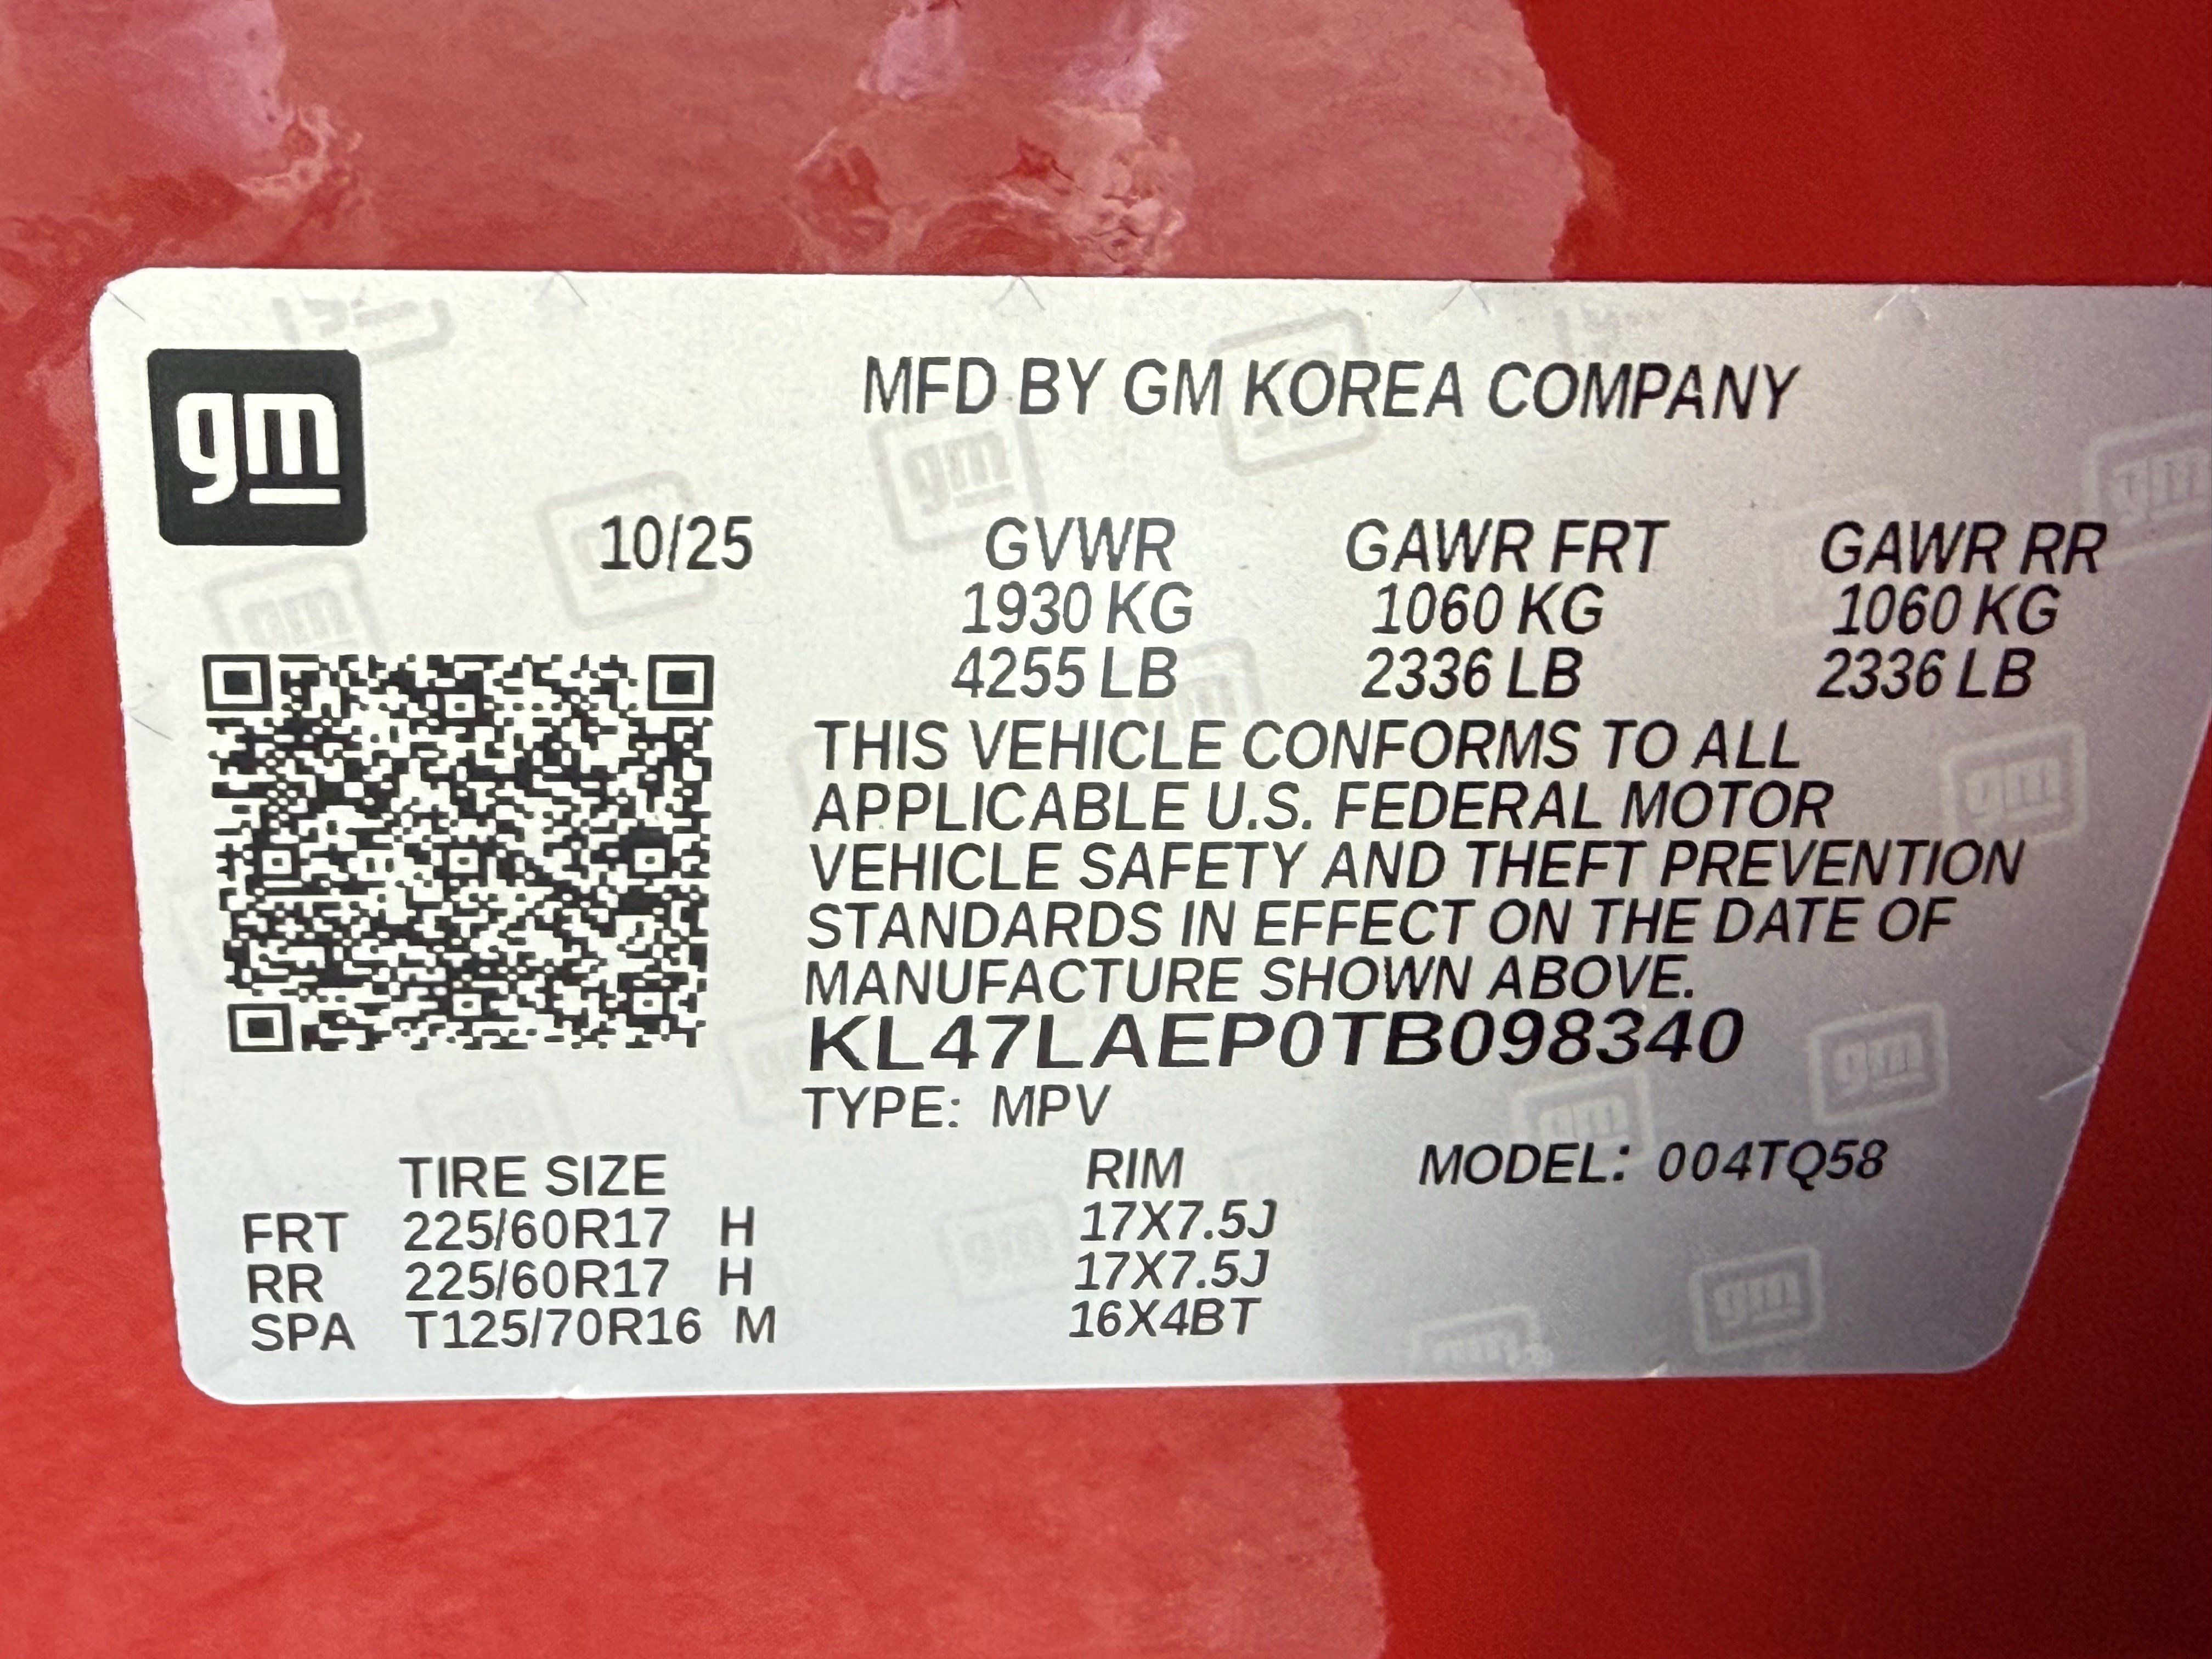 gm
MFD BY GM KOREA COMPANY
10/25 GVWR GAWR FRT GAWR RR
1930 KG 1060 KG 1060 KG
4255 LB 2336 LB 2336 LB
THIS VEHICLE CONFORMS TO ALL
APPLICABLE U.S. FEDERAL MOTOR
VEHICLE SAFETY AND THEFT PREVENTION
STANDARDS IN EFFECT ON THE DATE OF
MANUFACTURE SHOWN ABOVE.
KL47LAEP0TB098340
TYPE: MPV
TIRE SIZE RIM MODEL: 004TQ58
FRT 225/60R17 H 17X7.5J
RR 225/60R17 H 17X7.5J
SPA T125/70R16 M 16X4BT